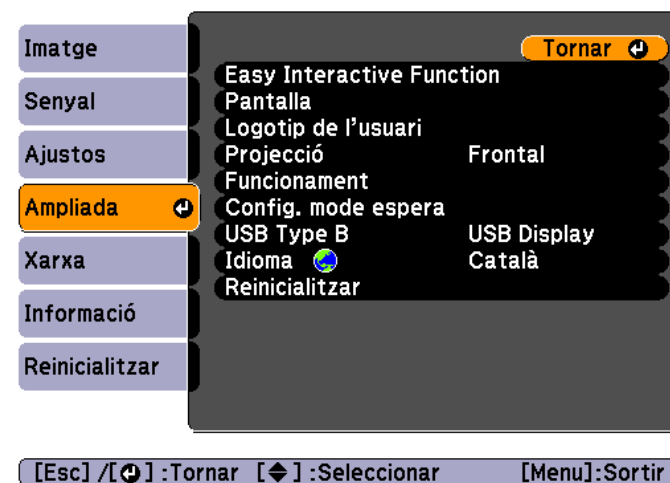 Imatge
Senyal
Ajustos
Ampliada
Xarxa
Informació
Reinicialitzar
Tornar
Easy Interactive Function
Pantalla
Logotip de l'usuari
Projecció Frontal
Funcionament
Config. mode espera
USB Type B USB Display
Idioma Català
Reinicialitzar
[Esc] /[ ] :Tornar [ ] :Seleccionar [Menu]:Sortir